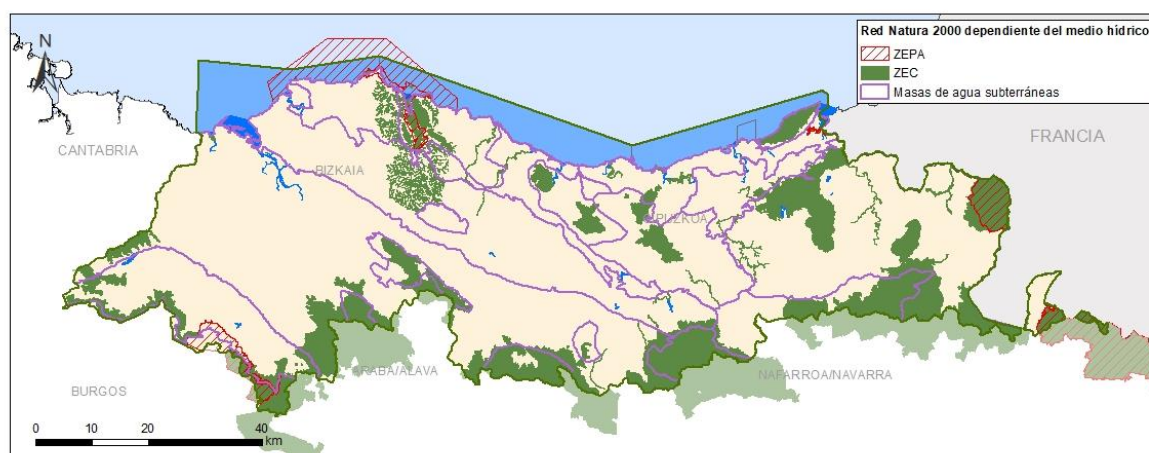 N
Red Natura 2000 dependiente del medio hídrico
ZEPA
ZEC
Masas de agua subterráneas
FRANCIA
CANTABRIA
BIZKAIA
IPUZKOA
ARABA/ALAVA
NAFARROA/NAVARRA
BURGOS
0 10 20 40
km